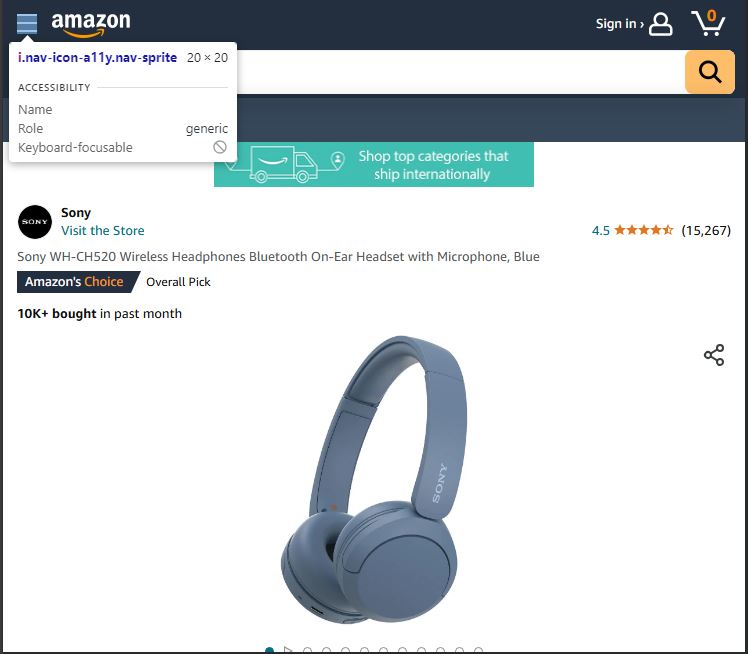 amazon
Sign in ›
0
i.nav-icon-a11y.nav-sprite 20 × 20
ACCESSIBILITY
Name
Role generic
Keyboard-focusable
Shop top categories that
ship internationally
SONY
Sony
Visit the Store
4.5 (15,267)
Sony WH-CH520 Wireless Headphones Bluetooth On-Ear Headset with Microphone, Blue
Amazon's Choice Overall Pick
10K+ bought in past month
SONY